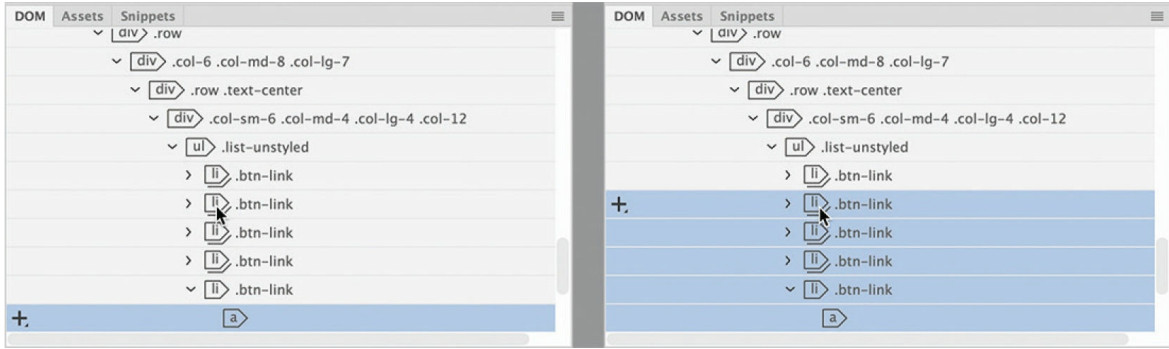 DOM Assets Snippets
div .row
div .col-6 .col-md-8 .col-lg-7
div .row .text-center
div .col-sm-6 .col-md-4 .col-lg-4 .col-12
ul .list-unstyled
li .btn-link
li .btn-link
li .btn-link
li .btn-link
li .btn-link
a
DOM Assets Snippets
div .row
div .col-6 .col-md-8 .col-lg-7
div .row .text-center
div .col-sm-6 .col-md-4 .col-lg-4 .col-12
ul .list-unstyled
li .btn-link
li .btn-link
li .btn-link
li .btn-link
li .btn-link
a